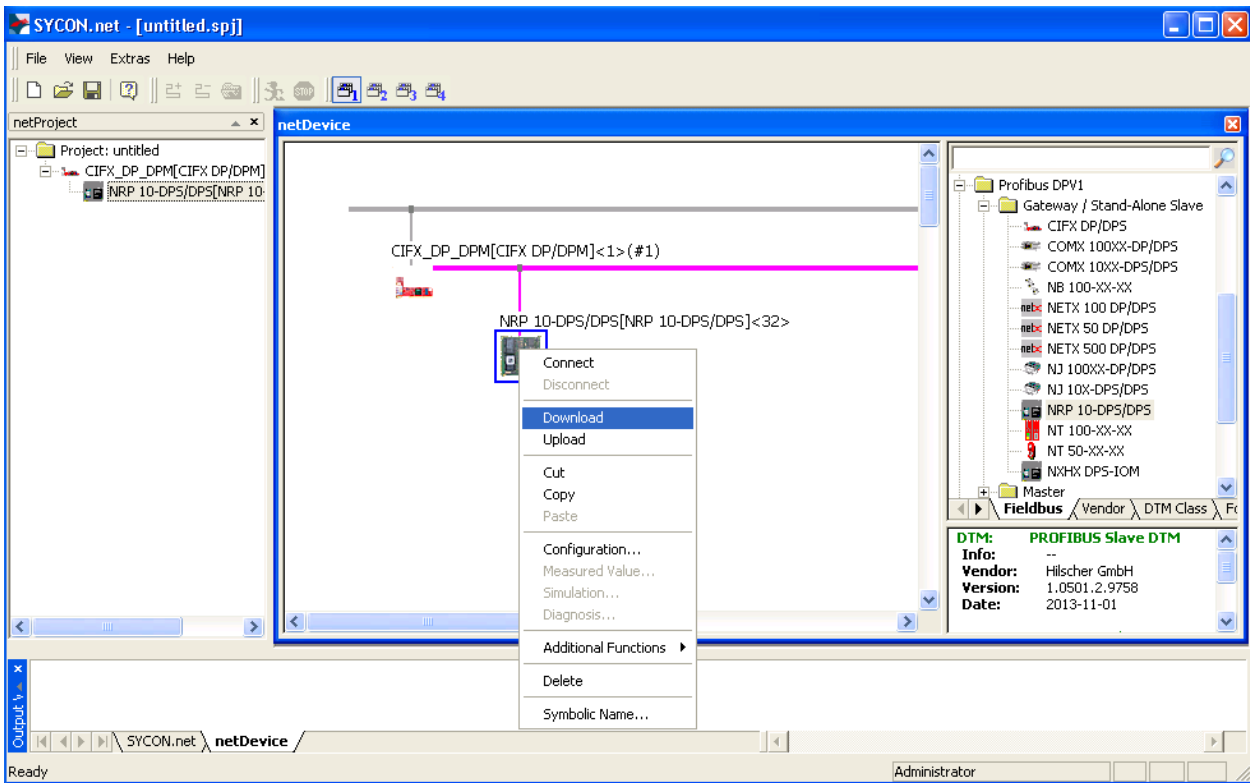 SYCON.net - [untitled.spj]
File View Extras Help
netProject
Project: untitled
CIFX_DP_DPM[CIFX DP/DPM]
NRP 10-DPS/DPS[NRP 10-
netDevice
CIFX_DP_DPM[CIFX DP/DPM]<1>(#1)
NRP 10-DPS/DPS[NRP 10-DPS/DPS]<32>
Connect
Disconnect
Download
Upload
Cut
Copy
Paste
Configuration...
Measured Value...
Simulation...
Diagnosis...
Additional Functions
Delete
Symbolic Name...
Profibus DPV1
Gateway / Stand-Alone Slave
CIFX DP/DPS
COMX 100XX-DP/DPS
COMX 10XX-DPS/DPS
NB 100-XX-XX
NETX 100 DP/DPS
NETX 50 DP/DPS
NETX 500 DP/DPS
NJ 100XX-DP/DPS
NJ 10X-DPS/DPS
NRP 10-DPS/DPS
NT 100-XX-XX
NT 50-XX-XX
NXHX DPS-IOM
Master
Fieldbus Vendor DTM Class Fo
DTM: PROFIBUS Slave DTM
Info: --
Vendor: Hilscher GmbH
Version: 1.0501.2.9758
Date: 2013-11-01
Output
SYCON.net netDevice
Ready Administrator